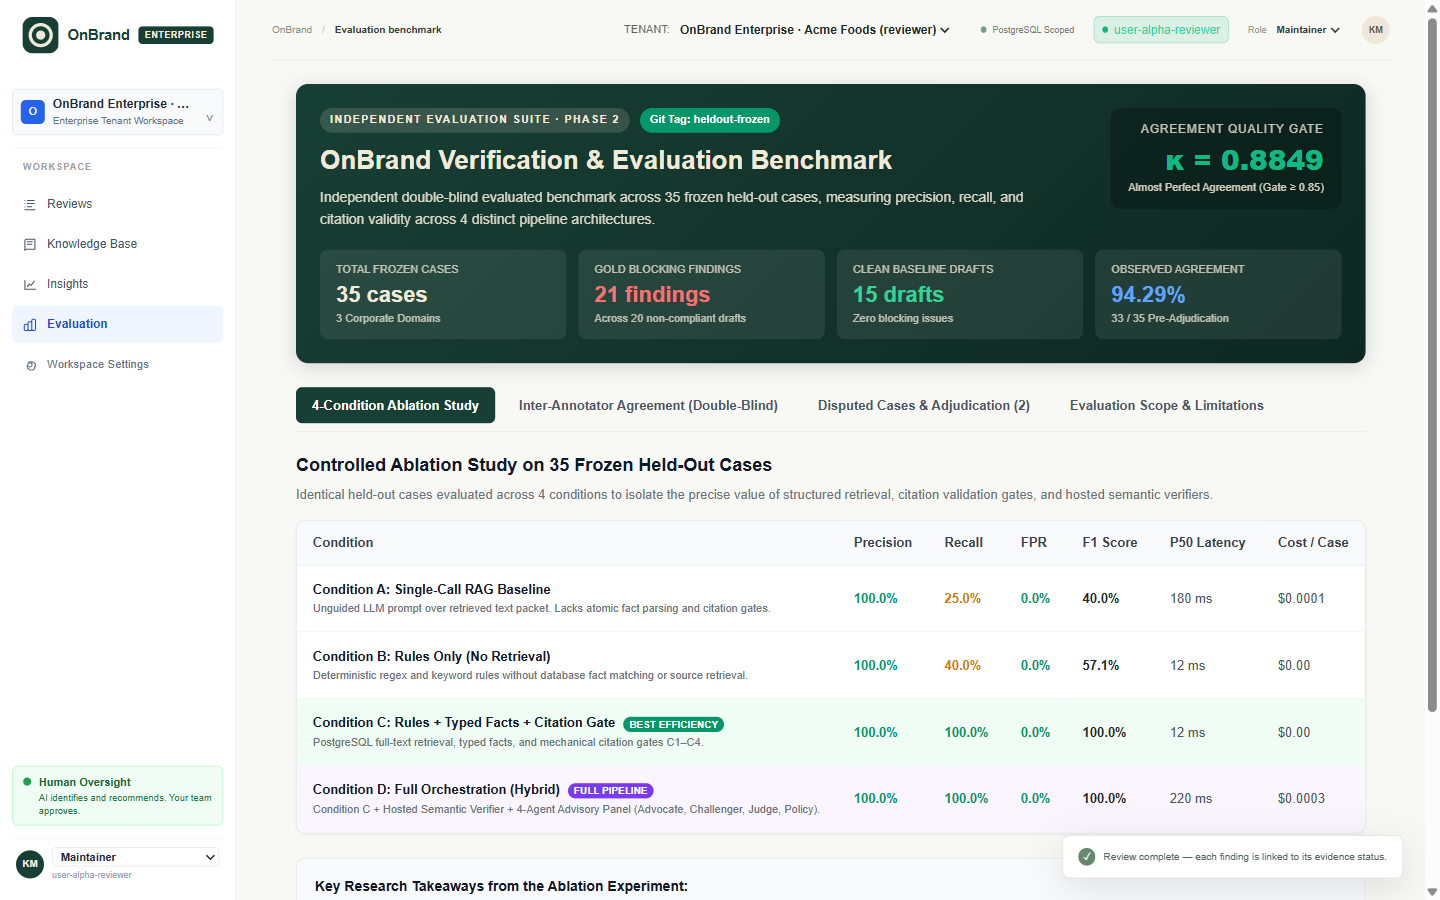 OnBrand ENTERPRISE
OnBrand / Evaluation benchmark
TENANT: OnBrand Enterprise · Acme Foods (reviewer)
PostgreSQL Scoped
user-alpha-reviewer
Role Maintainer
KM
O
OnBrand Enterprise · ...
Enterprise Tenant Workspace
WORKSPACE
Reviews
Knowledge Base
Insights
Evaluation
Workspace Settings
Human Oversight
AI identifies and recommends. Your team
approves.
KM
Maintainer
user-alpha-reviewer
INDEPENDENT EVALUATION SUITE · PHASE 2
Git Tag: heldout-frozen
OnBrand Verification & Evaluation Benchmark
Independent double-blind evaluated benchmark across 35 frozen held-out cases, measuring precision, recall, and
citation validity across 4 distinct pipeline architectures.
AGREEMENT QUALITY GATE
κ = 0.8849
Almost Perfect Agreement (Gate ≥ 0.85)
TOTAL FROZEN CASES
35 cases
3 Corporate Domains
GOLD BLOCKING FINDINGS
21 findings
Across 20 non-compliant drafts
CLEAN BASELINE DRAFTS
15 drafts
Zero blocking issues
OBSERVED AGREEMENT
94.29%
33 / 35 Pre-Adjudication
4-Condition Ablation Study
Inter-Annotator Agreement (Double-Blind)
Disputed Cases & Adjudication (2)
Evaluation Scope & Limitations
Controlled Ablation Study on 35 Frozen Held-Out Cases
Identical held-out cases evaluated across 4 conditions to isolate the precise value of structured retrieval, citation validation gates, and hosted semantic verifiers.
Condition Precision Recall FPR F1 Score P50 Latency Cost / Case
Condition A: Single-Call RAG Baseline
Unguided LLM prompt over retrieved text packet. Lacks atomic fact parsing and citation gates.
100.0% 25.0% 0.0% 40.0% 180 ms $0.0001
Condition B: Rules Only (No Retrieval)
Deterministic regex and keyword rules without database fact matching or source retrieval.
100.0% 40.0% 0.0% 57.1% 12 ms $0.00
Condition C: Rules + Typed Facts + Citation Gate BEST EFFICIENCY
PostgreSQL full-text retrieval, typed facts, and mechanical citation gates C1–C4.
100.0% 100.0% 0.0% 100.0% 12 ms $0.00
Condition D: Full Orchestration (Hybrid) FULL PIPELINE
Condition C + Hosted Semantic Verifier + 4-Agent Advisory Panel (Advocate, Challenger, Judge, Policy).
100.0% 100.0% 0.0% 100.0% 220 ms $0.0003
Review complete — each finding is linked to its evidence status.
Key Research Takeaways from the Ablation Experiment: